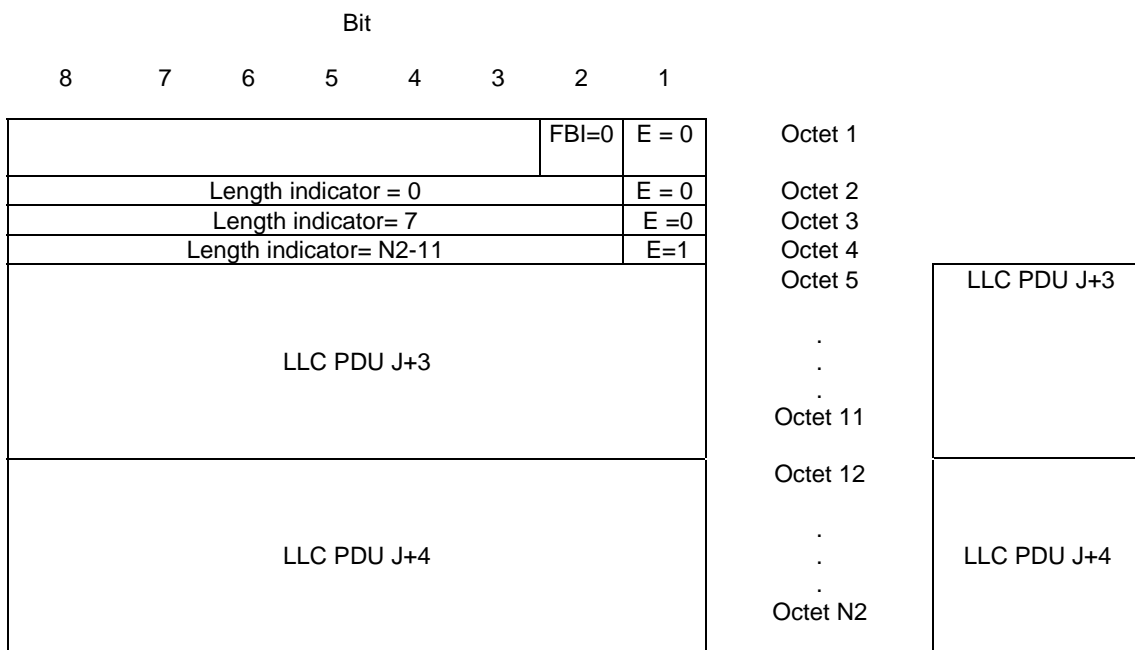 Bit
8 7 6 5 4 3 2 1
FBI=0 E = 0 Octet 1
Length indicator = 0 E = 0 Octet 2
Length indicator= 7 E =0 Octet 3
Length indicator= N2-11 E=1 Octet 4
Octet 5 LLC PDU J+3
.
LLC PDU J+3 .
.
Octet 11
Octet 12
.
LLC PDU J+4 . LLC PDU J+4
.
Octet N2